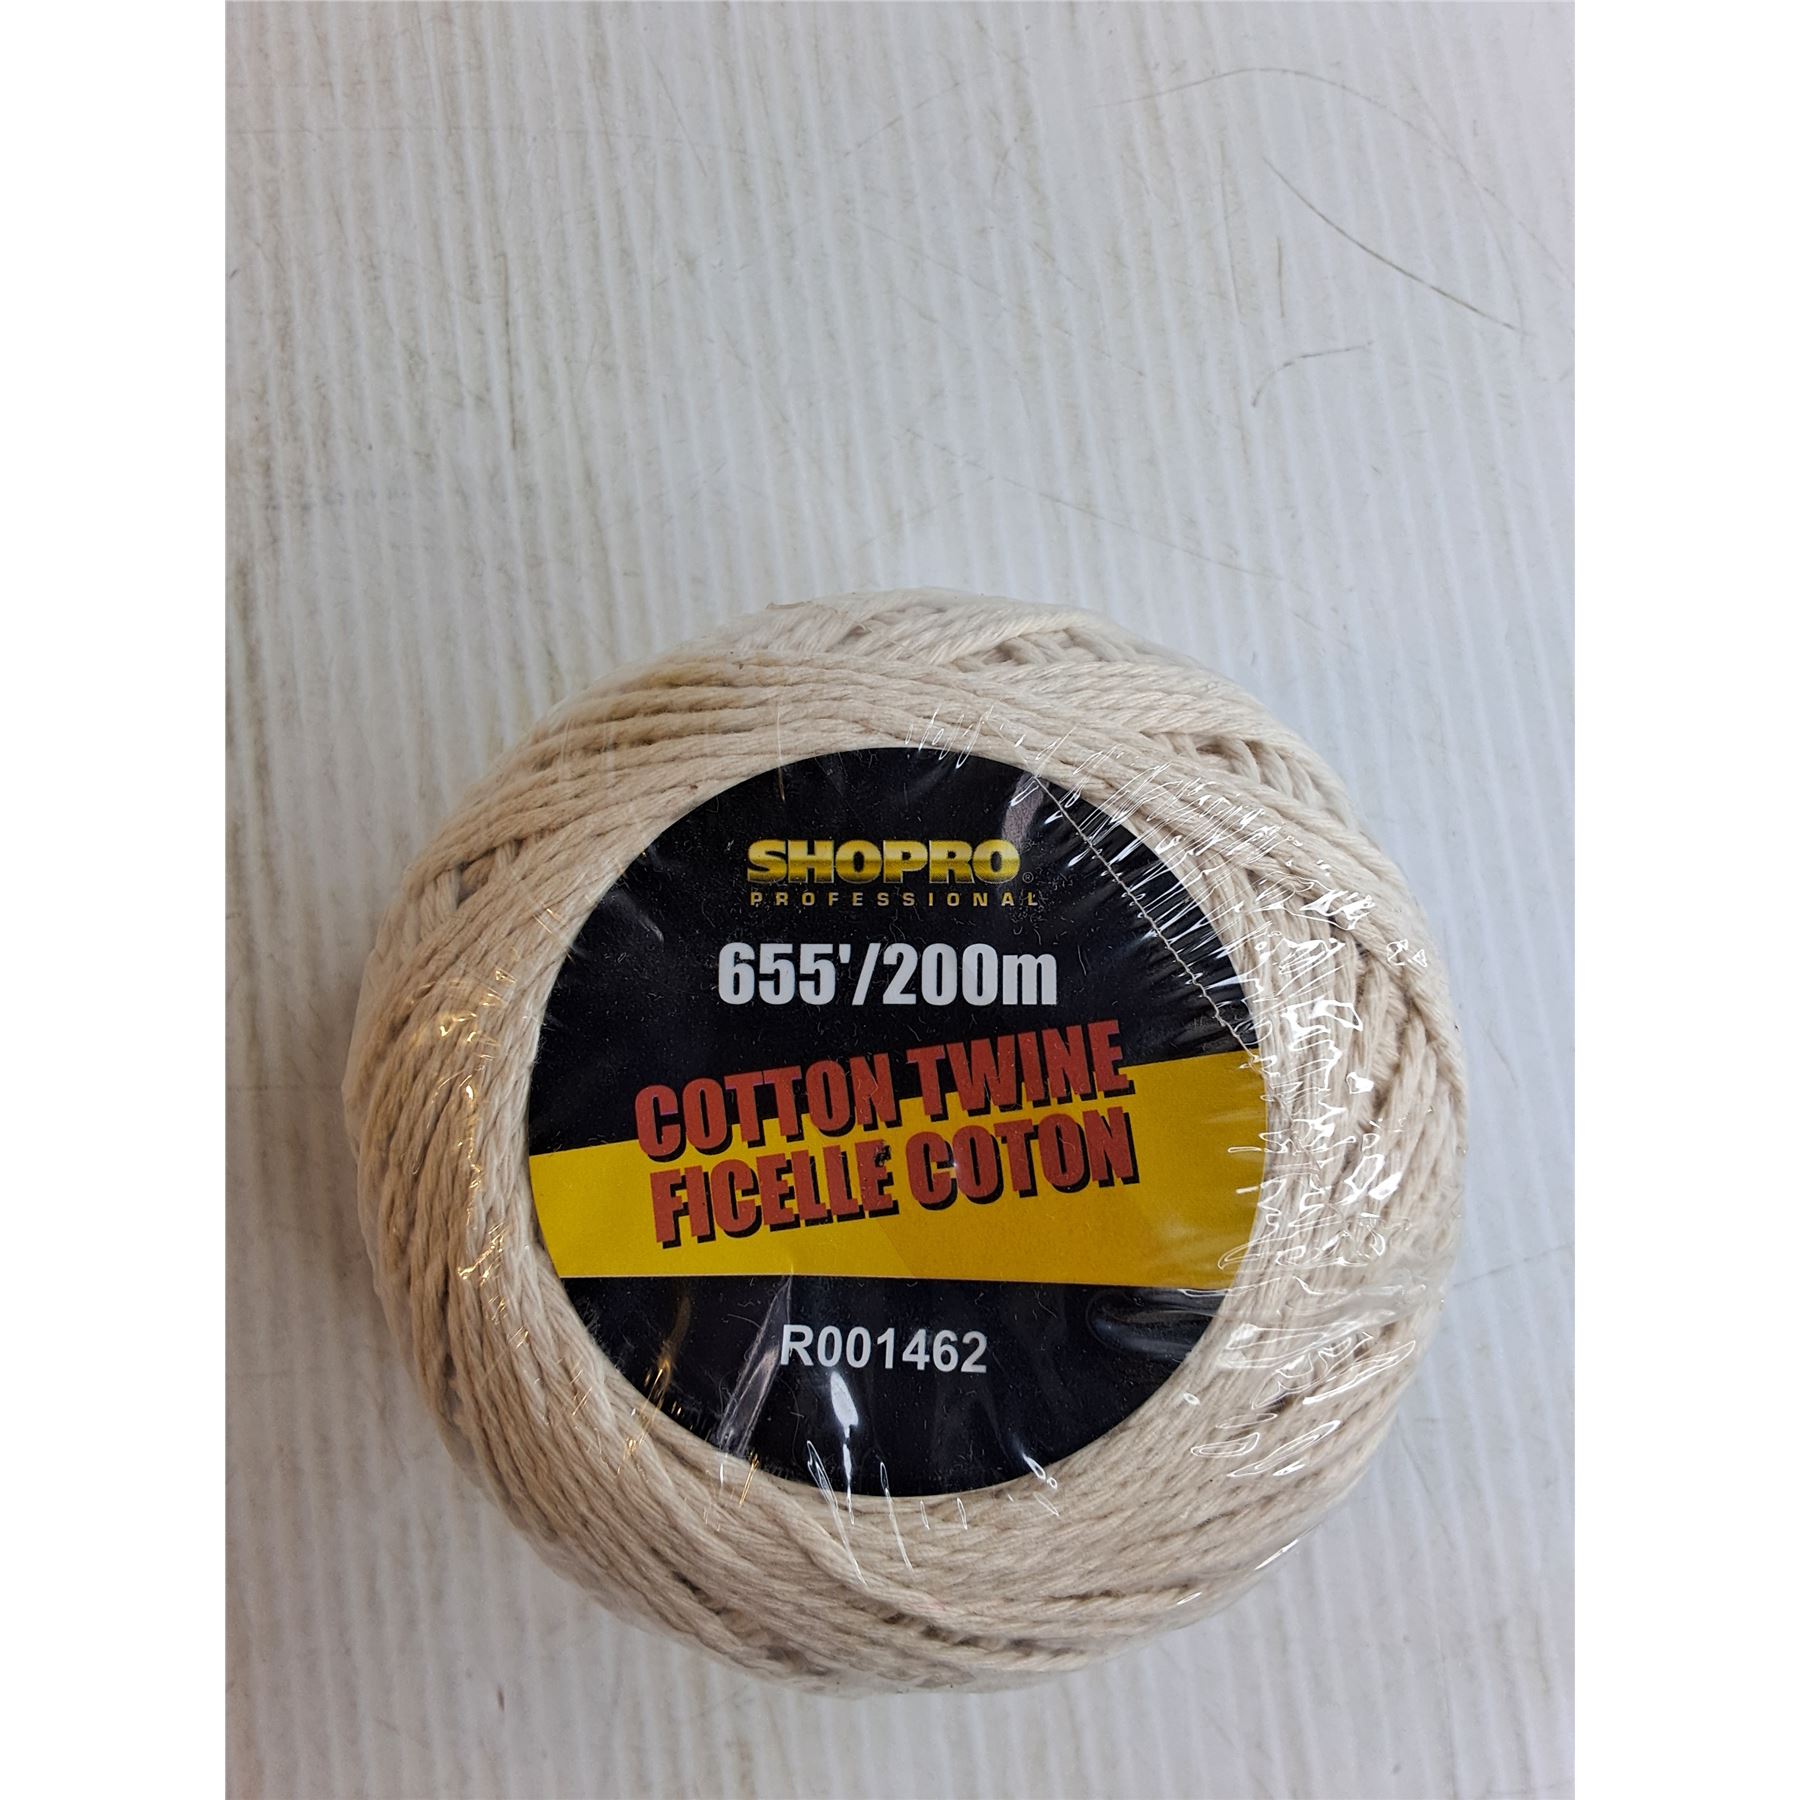 SHOPRO®
PROFESSIONAL
655'/200m
COTTON TWINE
FICELLE COTON
R001462